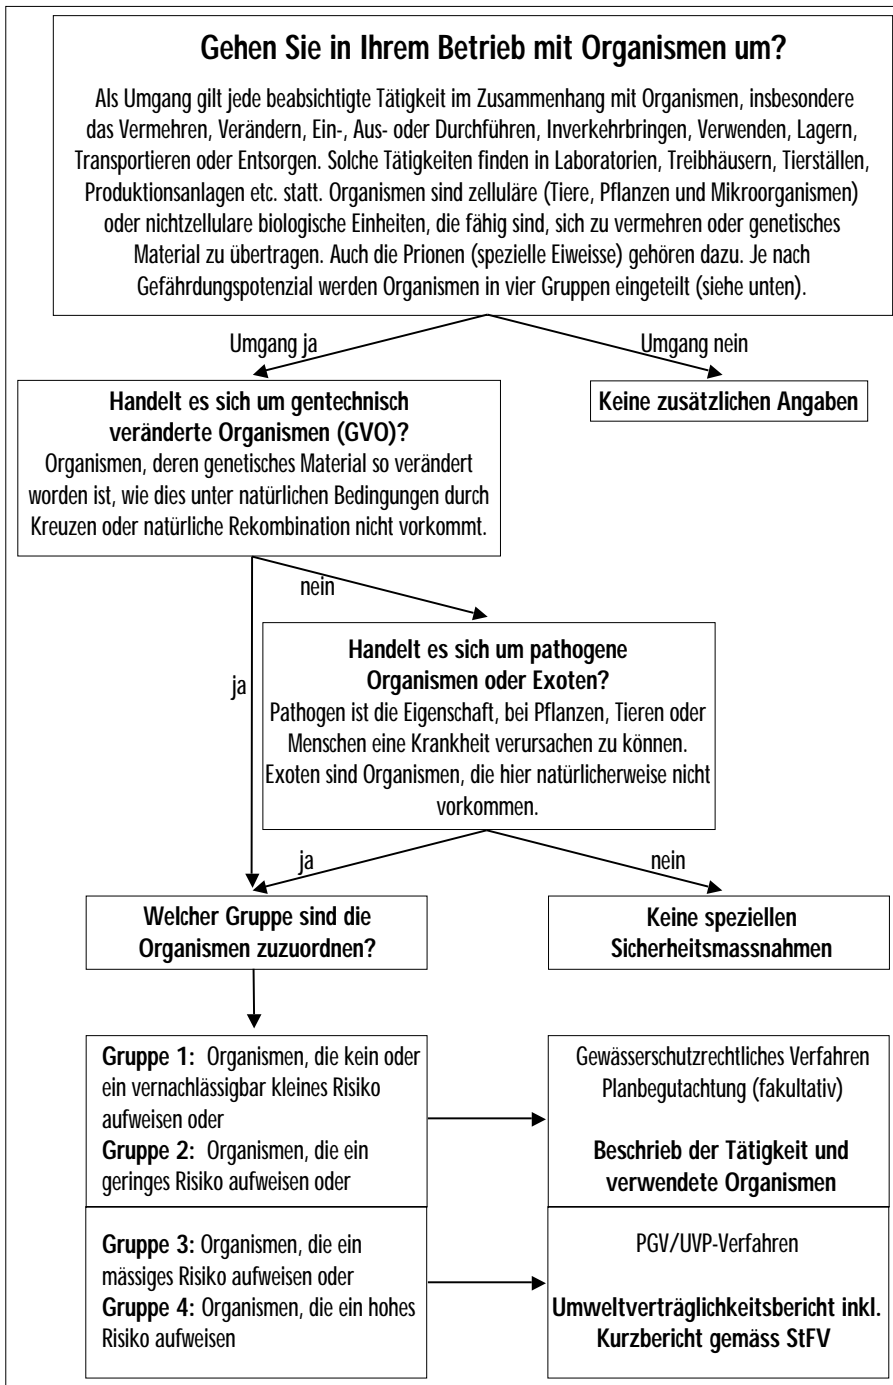 Gehen Sie in Ihrem Betrieb mit Organismen um?
Als Umgang gilt jede beabsichtigte Tätigkeit im Zusammenhang mit Organismen, insbesondere
das Vermehren, Verändern, Ein-, Aus- oder Durchführen, Inverkehrbringen, Verwenden, Lagern,
Transportieren oder Entsorgen. Solche Tätigkeiten finden in Laboratorien, Treibhäusern, Tierställen,
Produktionsanlagen etc. statt. Organismen sind zelluläre (Tiere, Pflanzen und Mikroorganismen)
oder nichtzellulare biologische Einheiten, die fähig sind, sich zu vermehren oder genetisches
Material zu übertragen. Auch die Prionen (spezielle Eiweisse) gehören dazu. Je nach
Gefährdungspotenzial werden Organismen in vier Gruppen eingeteilt (siehe unten).
Umgang ja
Umgang nein
Handelt es sich um gentechnisch
veränderte Organismen (GVO)?
Organismen, deren genetisches Material so verändert
worden ist, wie dies unter natürlichen Bedingungen durch
Kreuzen oder natürliche Rekombination nicht vorkommt.
Keine zusätzlichen Angaben
nein
ja
Handelt es sich um pathogene
Organismen oder Exoten?
Pathogen ist die Eigenschaft, bei Pflanzen, Tieren oder
Menschen eine Krankheit verursachen zu können.
Exoten sind Organismen, die hier natürlicherweise nicht
vorkommen.
ja
nein
Welcher Gruppe sind die
Organismen zuzuordnen?
Keine speziellen
Sicherheitsmassnahmen
Gruppe 1: Organismen, die kein oder
ein vernachlässigbar kleines Risiko
aufweisen oder
Gruppe 2: Organismen, die ein
geringes Risiko aufweisen oder
Gewässerschutzrechtliches Verfahren
Planbegutachtung (fakultativ)
Beschrieb der Tätigkeit und
verwendete Organismen
Gruppe 3: Organismen, die ein
mässiges Risiko aufweisen oder
Gruppe 4: Organismen, die ein hohes
Risiko aufweisen
PGV/UVP-Verfahren
Umweltverträglichkeitsbericht inkl.
Kurzbericht gemäss StFV